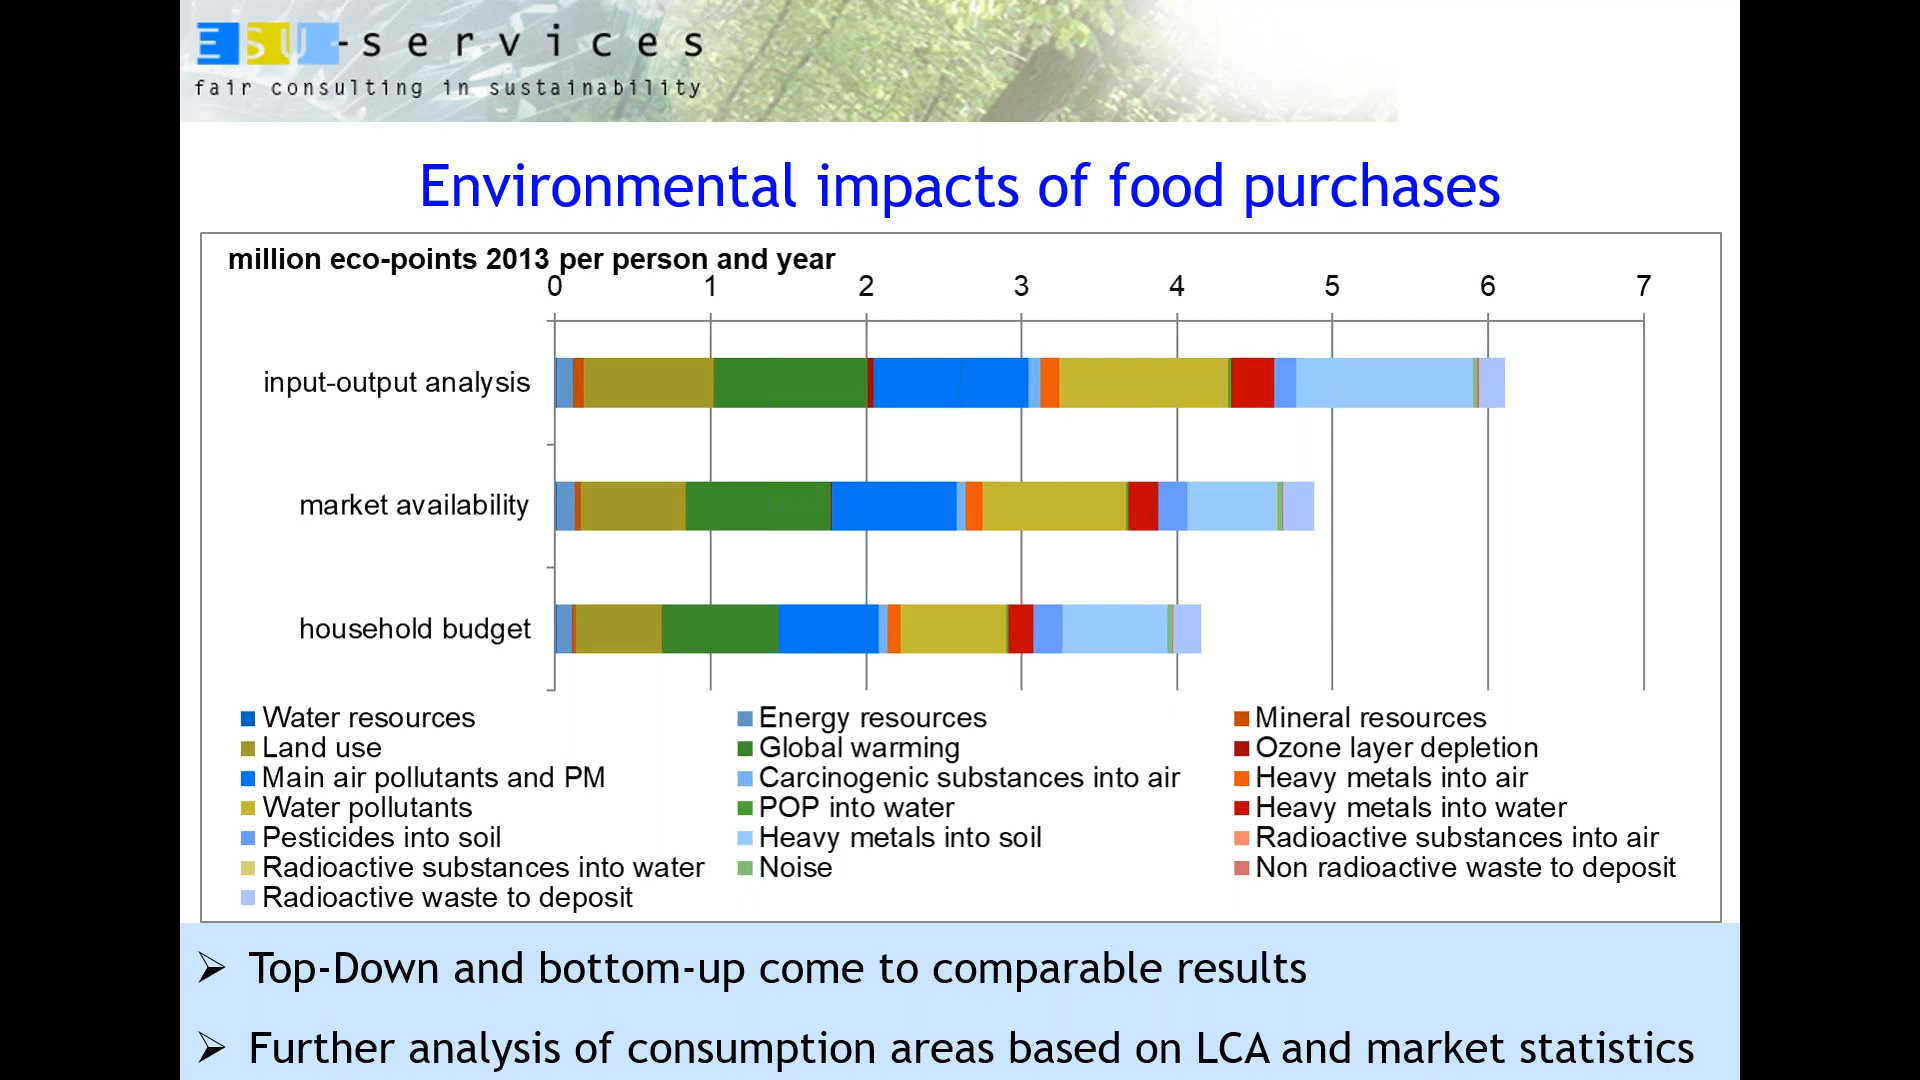 ESU-services
fair consulting in sustainability
Environmental impacts of food purchases
million eco-points 2013 per person and year
0 1 2 3 4 5 6 7
input-output analysis
market availability
household budget
Water resources Energy resources Mineral resources
Land use Global warming Ozone layer depletion
Main air pollutants and PM Carcinogenic substances into air Heavy metals into air
Water pollutants POP into water Heavy metals into water
Pesticides into soil Heavy metals into soil Radioactive substances into air
Radioactive substances into water Noise Non radioactive waste to deposit
Radioactive waste to deposit
➢ Top-Down and bottom-up come to comparable results
➢ Further analysis of consumption areas based on LCA and market statistics